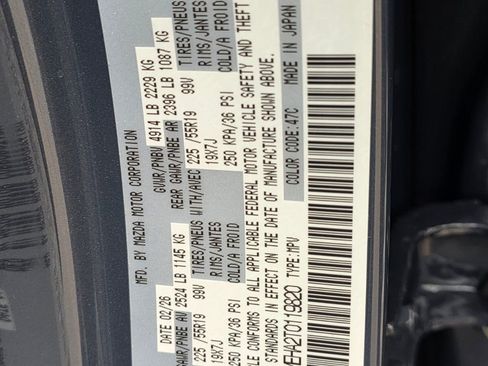 MFD. BY MAZDA MOTOR CORPORATION
DATE 02/26 GVWR/PNBV 4914 LB 2229 KG
GAWR/PNBE AV 2524 LB 1145 KG REAR GAWR/PNBE AR 2396 LB 1087 KG
TIRES/PNEUS WITH/AVEC 225 /55R19 99V TIRES/PNEUS
225 /55R19 99V RIMS/JANTES 19X7J RIMS/JANTES
19X7J COLD/A FROID 250 KPA/36 PSI COLD/A FROID
250 KPA/36 PSI
CONFORMS TO ALL APPLICABLE FEDERAL MOTOR VEHICLE SAFETY AND THEFT
STANDARDS IN EFFECT ON THE DATE OF MANUFACTURE SHOWN ABOVE.
TYPE: MPV COLOR CODE: 47C MADE IN JAPAN